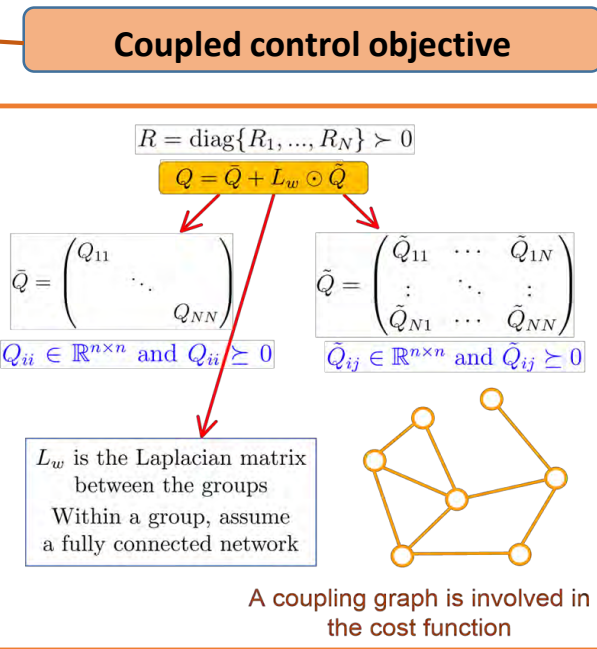 Coupled control objective
R = diag{R_1, ..., R_N} ≻ 0
Q = Q̄ + L_w ⊙ Q̃
Q̄ = ( Q_11 ⋱ Q_NN )
Q_ii ∈ ℝ^{n×n} and Q_ii ⪰ 0
Q̃ = ( Q̃_11 ⋯ Q̃_1N
⋮ ⋱ ⋮
Q̃_N1 ⋯ Q̃_NN )
Q̃_ij ∈ ℝ^{n×n} and Q̃_ij ⪰ 0
L_w is the Laplacian matrix
between the groups
Within a group, assume
a fully connected network
A coupling graph is involved in
the cost function